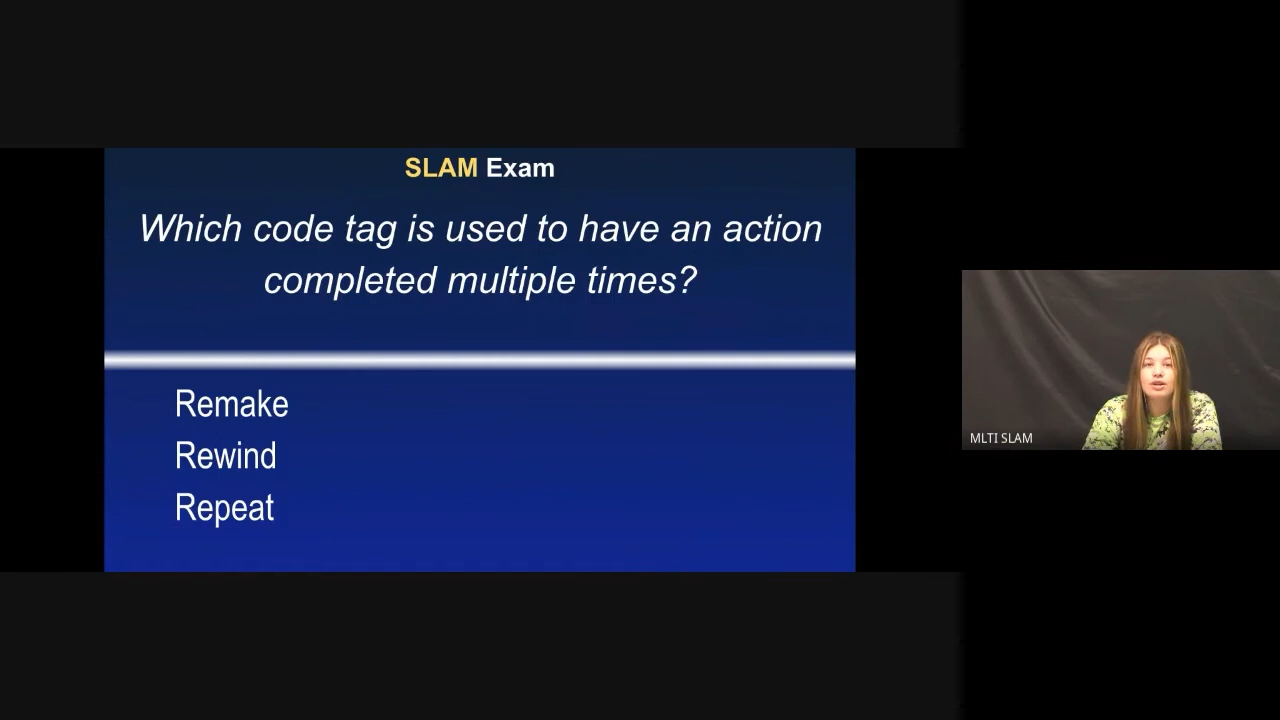 SLAM Exam
Which code tag is used to have an action
completed multiple times?
Remake
Rewind
Repeat
MLTI SLAM